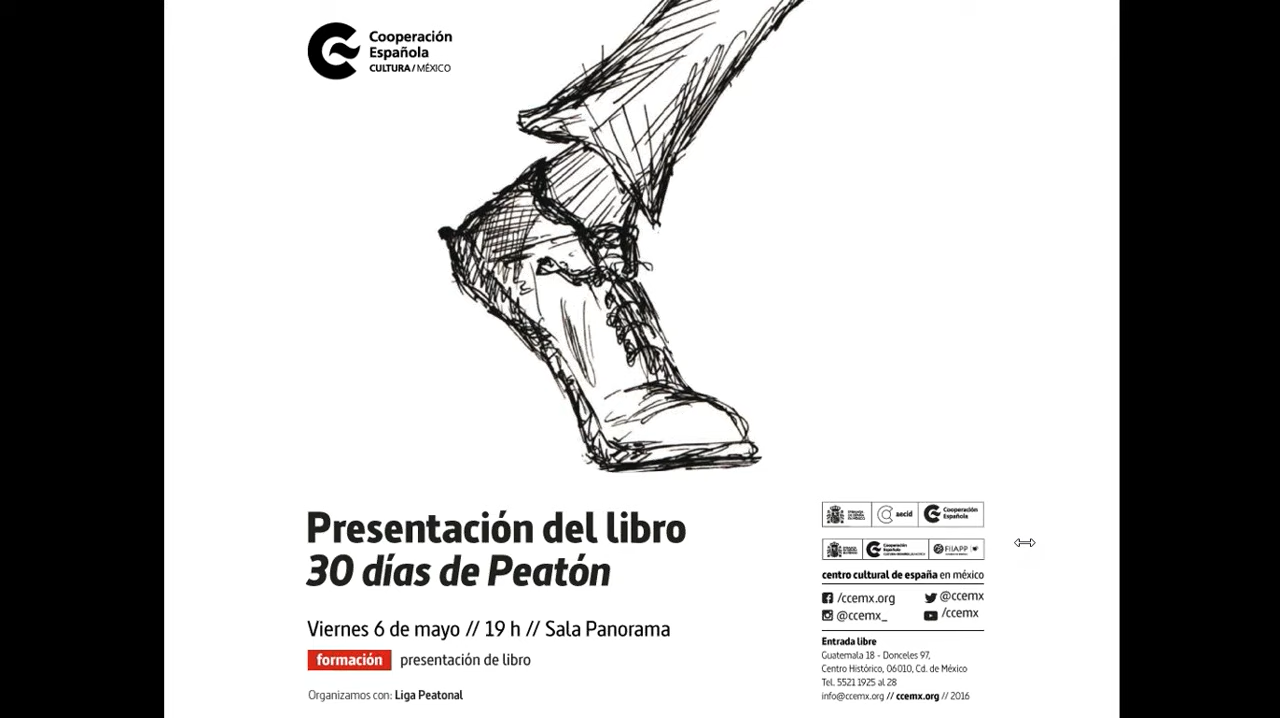 Cooperación
Española
CULTURA / MÉXICO
Presentación del libro
30 días de Peatón
Viernes 6 de mayo // 19 h // Sala Panorama
formación presentación de libro
Organizamos con: Liga Peatonal
aecid
Cooperación
Española
Cooperación
Española
FIIAPP
centro cultural de españa en méxico
/ccemx.org @ccemx
@ccemx_ /ccemx
Entrada libre
Guatemala 18 - Donceles 97,
Centro Histórico, 06010, Cd. de México
Tel. 5521 1925 al 28
info@ccemx.org // ccemx.org // 2016